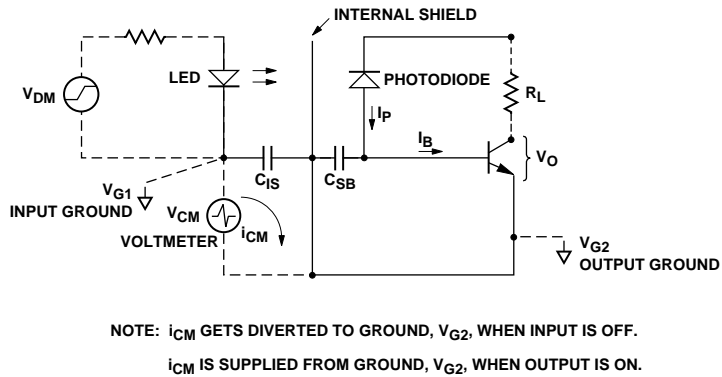 INTERNAL SHIELD
LED
PHOTODIODE
V_DM
R_L
I_P
I_B
V_O
C_IS
C_SB
V_G1
INPUT GROUND
V_CM
VOLTMETER
i_CM
V_G2
OUTPUT GROUND
NOTE: i_CM GETS DIVERTED TO GROUND, V_G2, WHEN INPUT IS OFF.
i_CM IS SUPPLIED FROM GROUND, V_G2, WHEN OUTPUT IS ON.